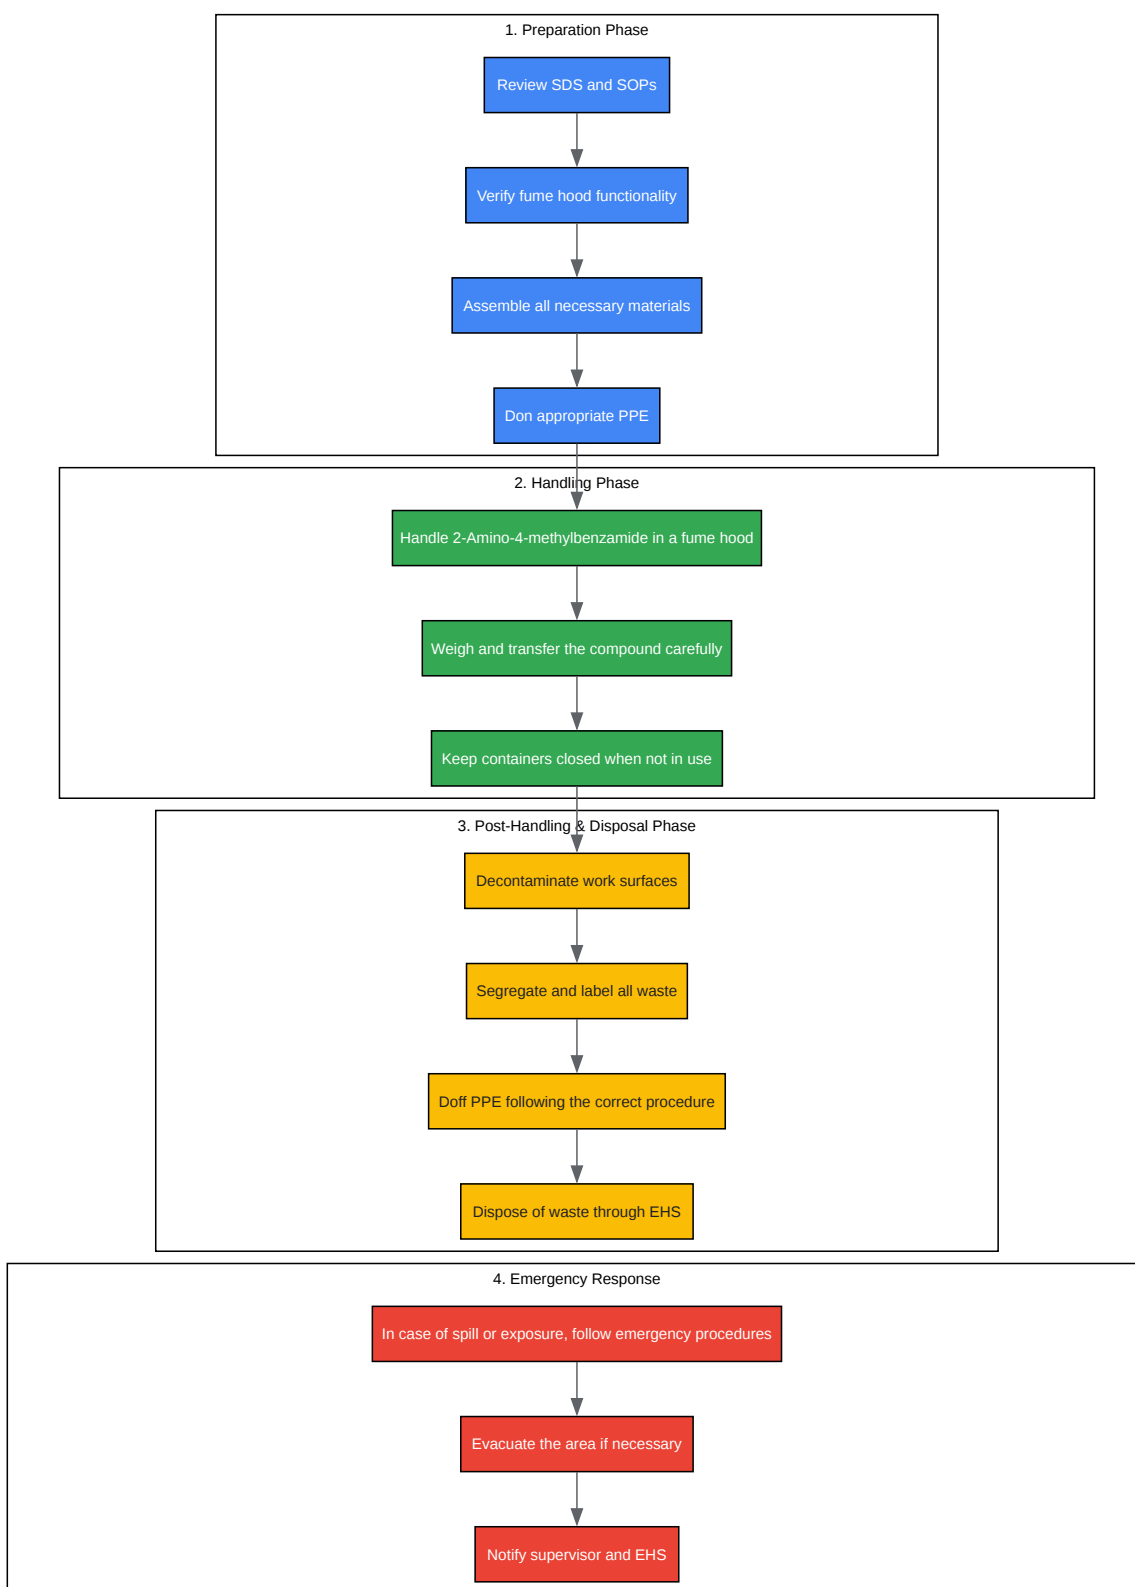 1. Preparation Phase
Review SDS and SOPs
Verify fume hood functionality
Assemble all necessary materials
Don appropriate PPE
2. Handling Phase
Handle 2-Amino-4-methylbenzamide in a fume hood
Weigh and transfer the compound carefully
Keep containers closed when not in use
3. Post-Handling & Disposal Phase
Decontaminate work surfaces
Segregate and label all waste
Doff PPE following the correct procedure
Dispose of waste through EHS
4. Emergency Response
In case of spill or exposure, follow emergency procedures
Evacuate the area if necessary
Notify supervisor and EHS